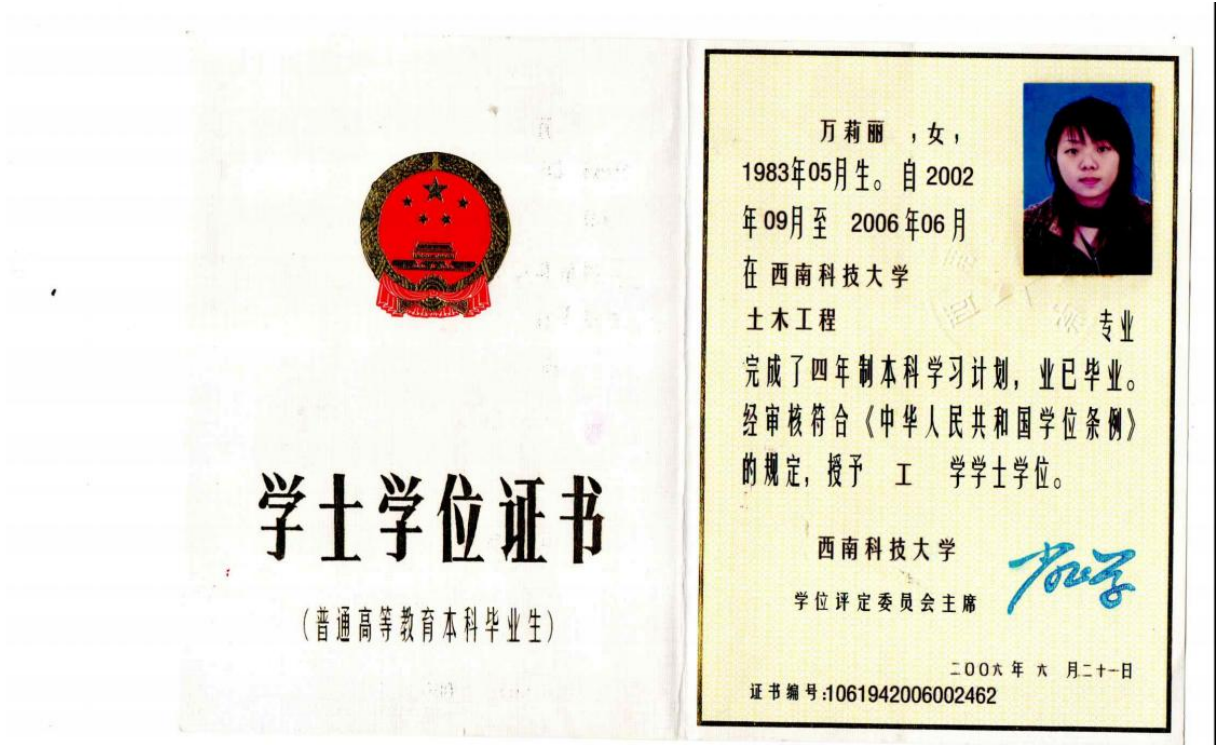 学士学位证书
(普通高等教育本科毕业生)
万莉丽 ,女,
1983年05月生。自2002
年09月至 2006年06月
在 西南科技大学
土木工程 专业
完成了四年制本科学习计划,业已毕业。
经审核符合《中华人民共和国学位条例》
的规定,授予 工 学学士学位。
西南科技大学
学位评定委员会主席
二00六年 六 月二十一日
证书编号:1061942006002462